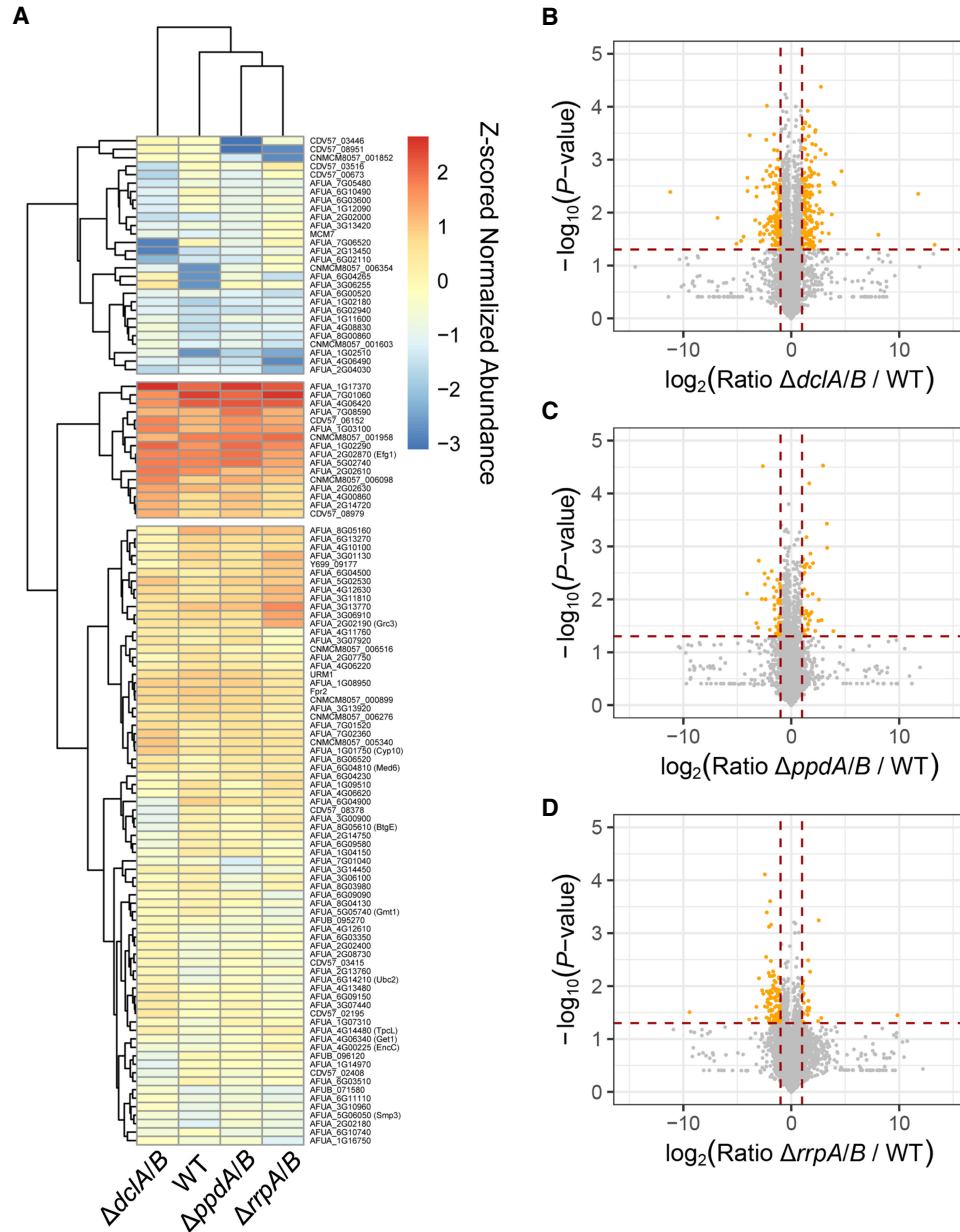 A
CDV57_03446
CDV57_08951
CNMCM8057_001852
CDV57_03516
CDV57_00673
AFUA_7G05480
AFUA_6G10490
AFUA_6G03600
AFUA_1G12090
AFUA_2G02000
AFUA_3G13420
MCM7
AFUA_7G06520
AFUA_2G13450
AFUA_6G02110
CNMCM8057_006354
AFUA_6G04265
AFUA_3G06255
AFUA_6G00520
AFUA_1G02180
AFUA_6G02940
AFUA_1G11600
AFUA_4G08830
AFUA_8G00860
CNMCM8057_001603
AFUA_1G02510
AFUA_4G06490
AFUA_2G04030
AFUA_1G17370
AFUA_7G01060
AFUA_4G06420
AFUA_7G08590
CDV57_06152
AFUA_1G03100
CNMCM8057_001958
AFUA_1G02290
AFUA_2G02870 (Efg1)
AFUA_5G02740
AFUA_2G02610
CNMCM8057_006098
AFUA_2G02630
AFUA_4G00860
AFUA_2G14720
CDV57_08979
AFUA_8G05160
AFUA_6G13270
AFUA_4G10100
AFUA_3G01130
Y699_09177
AFUA_6G04500
AFUA_5G02530
AFUA_4G12630
AFUA_3G11810
AFUA_3G13770
AFUA_3G06910
AFUA_2G02190 (Grc3)
AFUA_4G11760
AFUA_3G07920
CNMCM8057_006516
AFUA_2G07750
AFUA_4G06220
URM1
AFUA_1G08950
Fpr2
CNMCM8057_000899
AFUA_3G13920
CNMCM8057_006276
AFUA_7G01520
AFUA_7G02360
CNMCM8057_005340
AFUA_1G01750 (Cyp10)
AFUA_8G06520
AFUA_6G04810 (Med6)
AFUA_6G04230
AFUA_1G09510
AFUA_4G06620
AFUA_6G04900
CDV57_08378
AFUA_3G00900
AFUA_8G05610 (BtgE)
AFUA_2G14750
AFUA_6G09580
AFUA_1G04150
AFUA_7G01040
AFUA_3G14450
AFUA_3G06100
AFUA_8G03980
AFUA_6G09090
AFUA_8G04130
AFUA_5G05740 (Gmt1)
AFUB_095270
AFUA_4G12610
AFUA_6G03350
AFUA_2G02400
AFUA_2G08730
CDV57_03415
AFUA_2G13760
AFUA_6G14210 (Ubc2)
AFUA_4G13480
AFUA_6G09150
AFUA_3G07440
CDV57_02195
AFUA_1G07310
AFUA_4G14480 (TpcL)
AFUA_4G06340 (Get1)
AFUA_4G00225 (EncC)
AFUB_096120
AFUA_1G14970
CDV57_02408
AFUA_6G03510
AFUB_071580
AFUA_6G11110
AFUA_3G10960
AFUA_5G06050 (Smp3)
AFUA_2G02180
AFUA_6G10740
AFUA_1G16750
ΔdclA/B
WT
ΔppdA/B
ΔrrpA/B
2
1
0
−1
−2
−3
Z-scored Normalized Abundance
B
5
4
3
2
1
0
−log10(P−value)
−10
0
10
log2(Ratio ΔdclA/B / WT)
C
5
4
3
2
1
0
−log10(P−value)
−10
0
10
log2(Ratio ΔppdA/B / WT)
D
5
4
3
2
1
0
−log10(P−value)
−10
0
10
log2(Ratio ΔrrpA/B / WT)